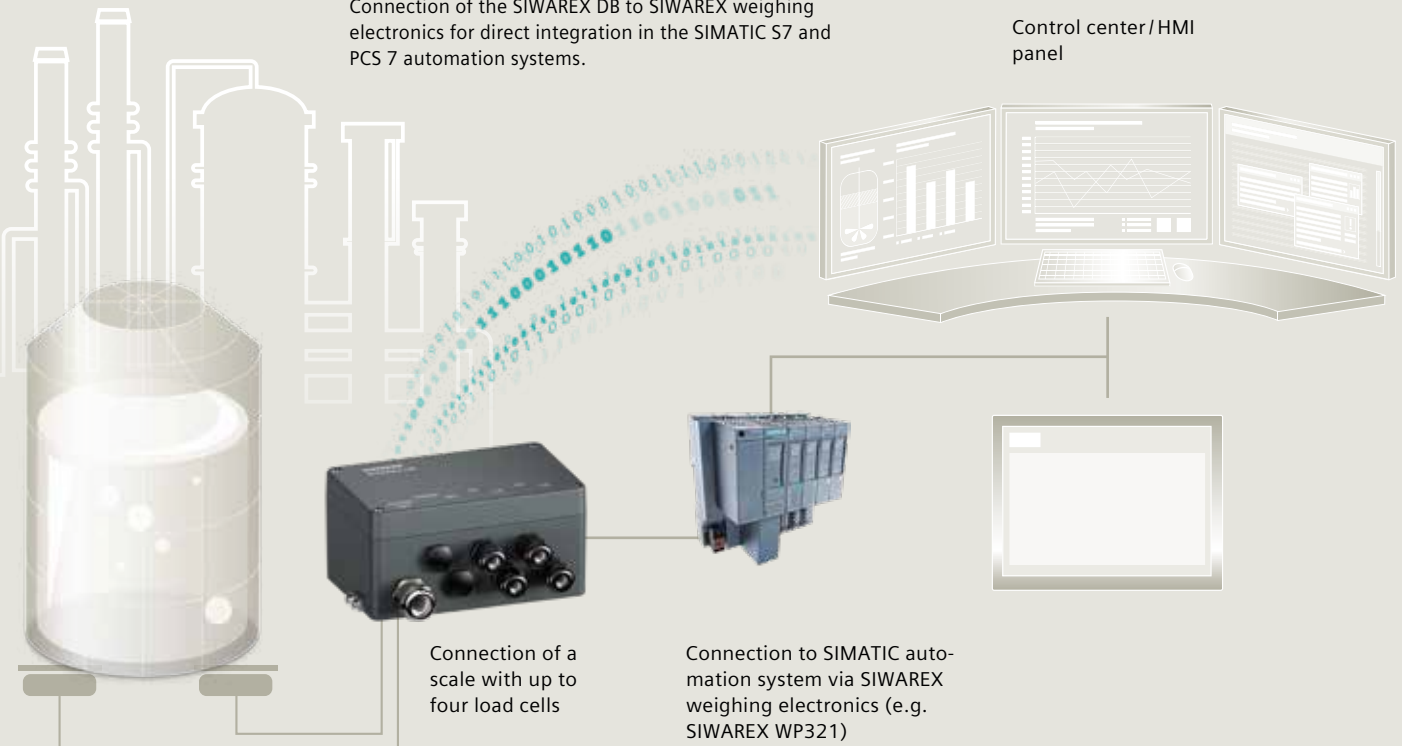 Connection of the SIWAREX DB to SIWAREX weighing
electronics for direct integration in the SIMATIC S7 and
PCS 7 automation systems.
Control center / HMI
panel
Connection of a
scale with up to
four load cells
Connection to SIMATIC auto-
mation system via SIWAREX
weighing electronics (e.g.
SIWAREX WP321)